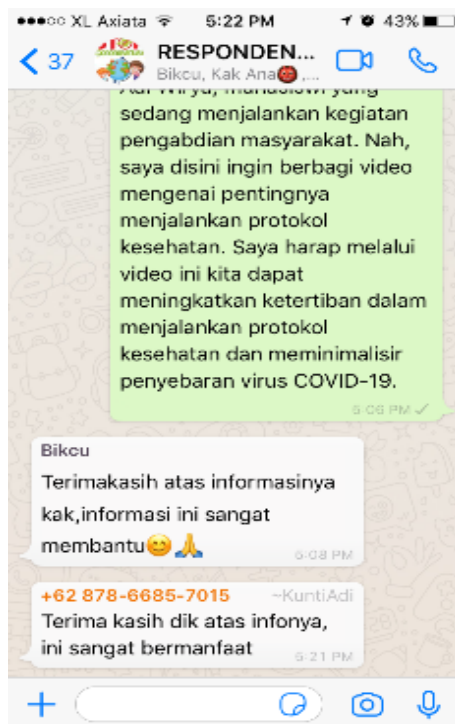 XL Axiata 5:22 PM 43%
37 RESPONDEN...
Bikcu, Kak Ana😡,...
sedang menjalankan kegiatan
pengabdian masyarakat. Nah,
saya disini ingin berbagi video
mengenai pentingnya
menjalankan protokol
kesehatan. Saya harap melalui
video ini kita dapat
meningkatkan ketertiban dalam
menjalankan protokol
kesehatan dan meminimalisir
penyebaran virus COVID-19.
5:06 PM ✓
Bikcu
Terimakasih atas informasinya
kak,informasi ini sangat
membantu😊🙏
5:08 PM
+62 878-6685-7015 ~KuntiAdi
Terima kasih dik atas infonya,
ini sangat bermanfaat
5:21 PM